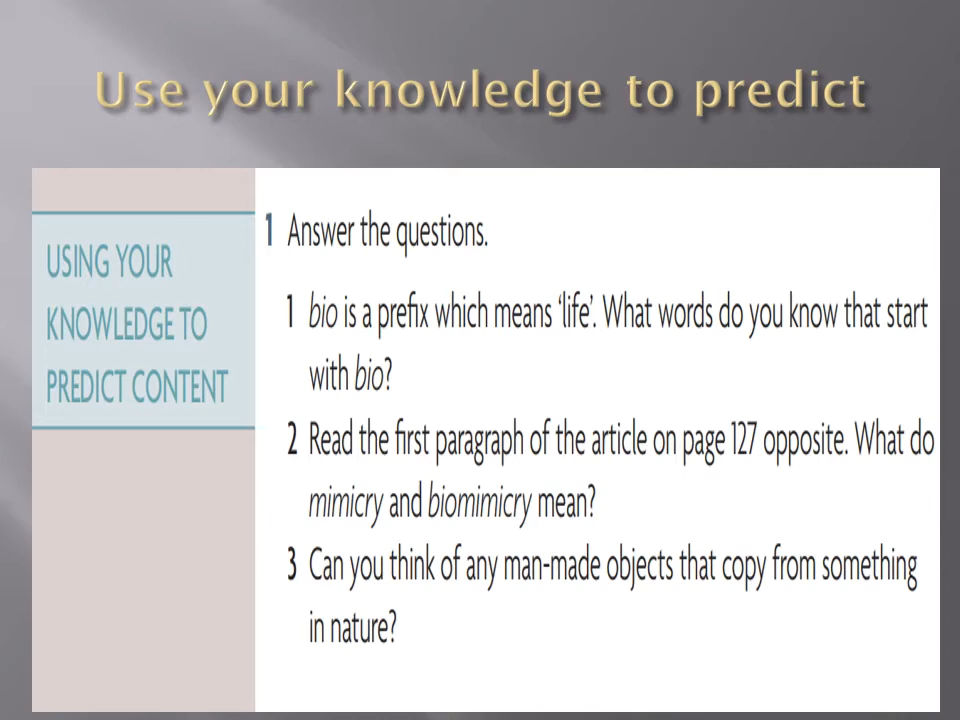 Use your knowledge to predict
USING YOUR
KNOWLEDGE TO
PREDICT CONTENT
1 Answer the questions.
1 bio is a prefix which means ‘life’. What words do you know that start
with bio?
2 Read the first paragraph of the article on page 127 opposite. What do
mimicry and biomimicry mean?
3 Can you think of any man-made objects that copy from something
in nature?